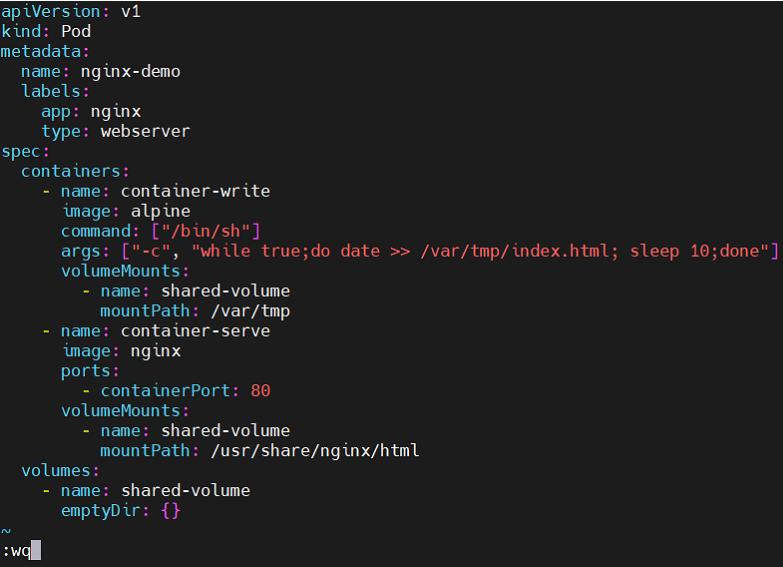 apiVersion: v1
kind: Pod
metadata:
  name: nginx-demo
  labels:
    app: nginx
    type: webserver
spec:
  containers:
    - name: container-write
      image: alpine
      command: ["/bin/sh"]
      args: ["-c", "while true;do date >> /var/tmp/index.html; sleep 10;done"]
      volumeMounts:
        - name: shared-volume
          mountPath: /var/tmp
    - name: container-serve
      image: nginx
      ports:
        - containerPort: 80
      volumeMounts:
        - name: shared-volume
          mountPath: /usr/share/nginx/html
  volumes:
    - name: shared-volume
      emptyDir: {}
~
:wq